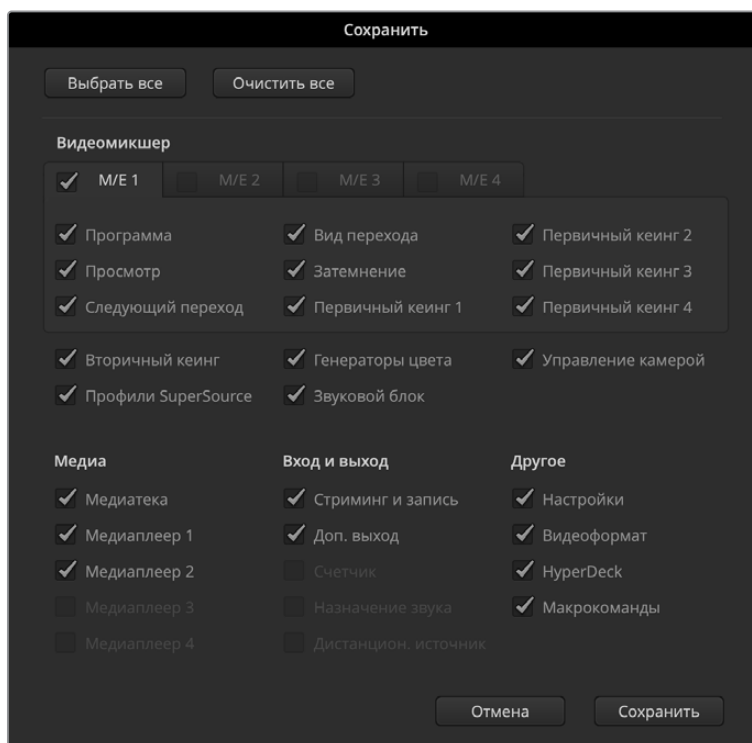 Сохранить
Выбрать все Очистить все
Видеомикшер
M/E 1 M/E 2 M/E 3 M/E 4
Программа Вид перехода Первичный кеинг 2
Просмотр Затемнение Первичный кеинг 3
Следующий переход Первичный кеинг 1 Первичный кеинг 4
Вторичный кеинг Генераторы цвета Управление камерой
Профили SuperSource Звуковой блок
Медиа Вход и выход Другое
Медиатека Стриминг и запись Настройки
Медиаплеер 1 Доп. выход Видеоформат
Медиаплеер 2 Счетчик HyperDeck
Медиаплеер 3 Назначение звука Макрокоманды
Медиаплеер 4 Дистанцион. источник
Отмена Сохранить